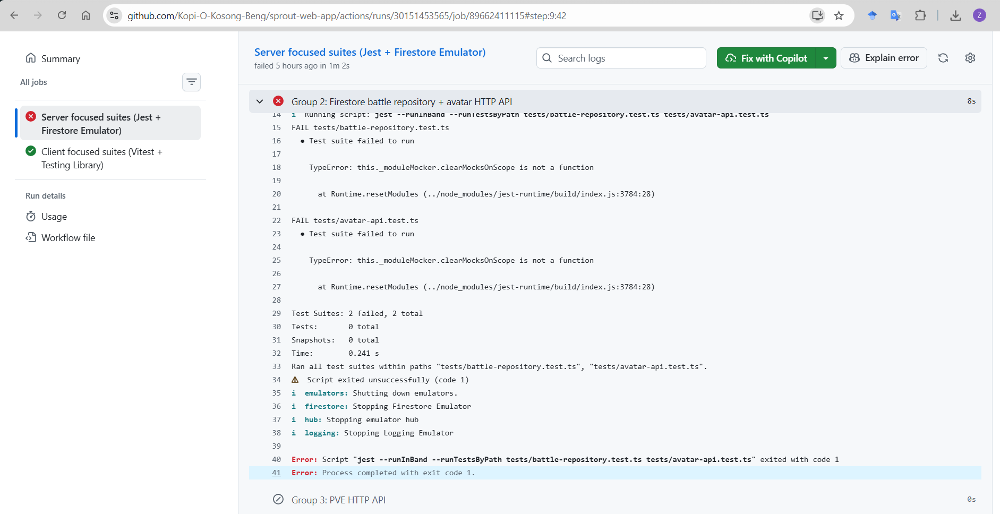 github.com/Kopi-O-Kosong-Beng/sprout-web-app/actions/runs/30151453565/job/89662411115#step:9:42
Z
Summary
All jobs
Server focused suites (Jest +
Firestore Emulator)
Client focused suites (Vitest +
Testing Library)
Run details
Usage
Workflow file
Server focused suites (Jest + Firestore Emulator)
failed 5 hours ago in 1m 2s
Search logs
Fix with Copilot
Explain error
Group 2: Firestore battle repository + avatar HTTP API 8s
14 i Running script: jest --runInBand --runTestsByPath tests/battle-repository.test.ts tests/avatar-api.test.ts
15 FAIL tests/battle-repository.test.ts
16 ● Test suite failed to run
17
18 TypeError: this._moduleMocker.clearMocksOnScope is not a function
19
20 at Runtime.resetModules (../node_modules/jest-runtime/build/index.js:3784:28)
21
22 FAIL tests/avatar-api.test.ts
23 ● Test suite failed to run
24
25 TypeError: this._moduleMocker.clearMocksOnScope is not a function
26
27 at Runtime.resetModules (../node_modules/jest-runtime/build/index.js:3784:28)
28
29 Test Suites: 2 failed, 2 total
30 Tests: 0 total
31 Snapshots: 0 total
32 Time: 0.241 s
33 Ran all test suites within paths "tests/battle-repository.test.ts", "tests/avatar-api.test.ts".
34 ⚠ Script exited unsuccessfully (code 1)
35 i emulators: Shutting down emulators.
36 i firestore: Stopping Firestore Emulator
37 i hub: Stopping emulator hub
38 i logging: Stopping Logging Emulator
39
40 Error: Script "jest --runInBand --runTestsByPath tests/battle-repository.test.ts tests/avatar-api.test.ts" exited with code 1
41 Error: Process completed with exit code 1.
Group 3: PVE HTTP API 0s